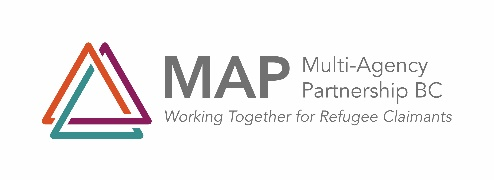 MAP Multi-Agency
Partnership BC
Working Together for Refugee Claimants